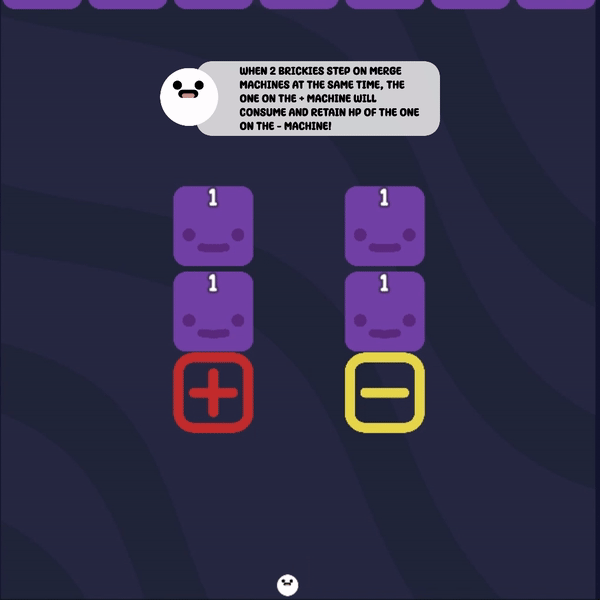 WHEN 2 BRICKIES STEP ON MERGE
MACHINES AT THE SAME TIME, THE
ONE ON THE + MACHINE WILL
CONSUME AND RETAIN HP OF THE ONE
ON THE - MACHINE!
1 1
1 1